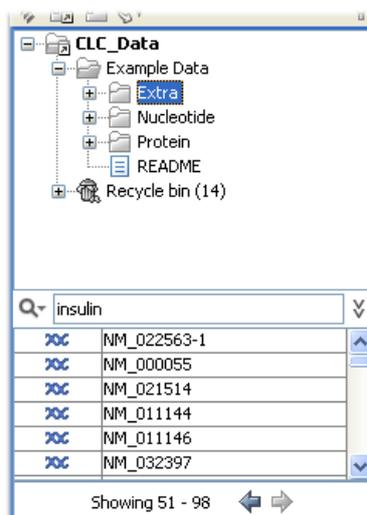 CLC_Data
Example Data
Extra
Nucleotide
Protein
README
Recycle bin (14)
insulin
NM_022563-1
NM_000055
NM_021514
NM_011144
NM_011146
NM_032397
Showing 51 - 98